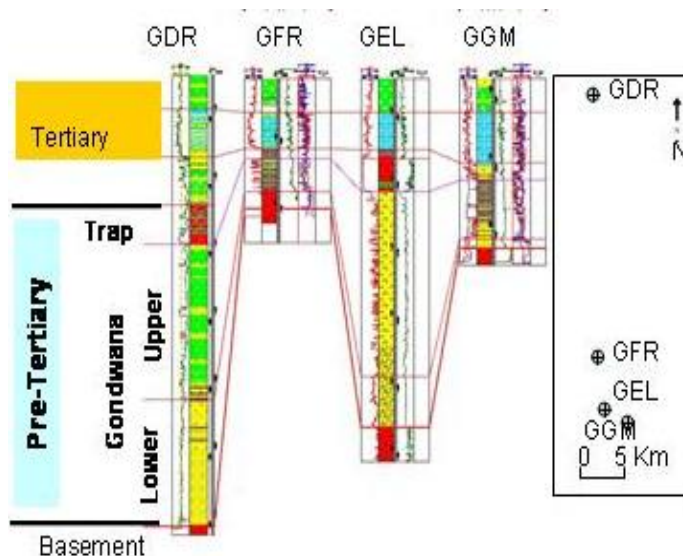 GDR GFR GEL GGM
Tertiary
Trap
Pre-Tertiary
Gondwana
Upper
Lower
Basement
GDR
N
GFR
GEL
GGM
0 5 Km